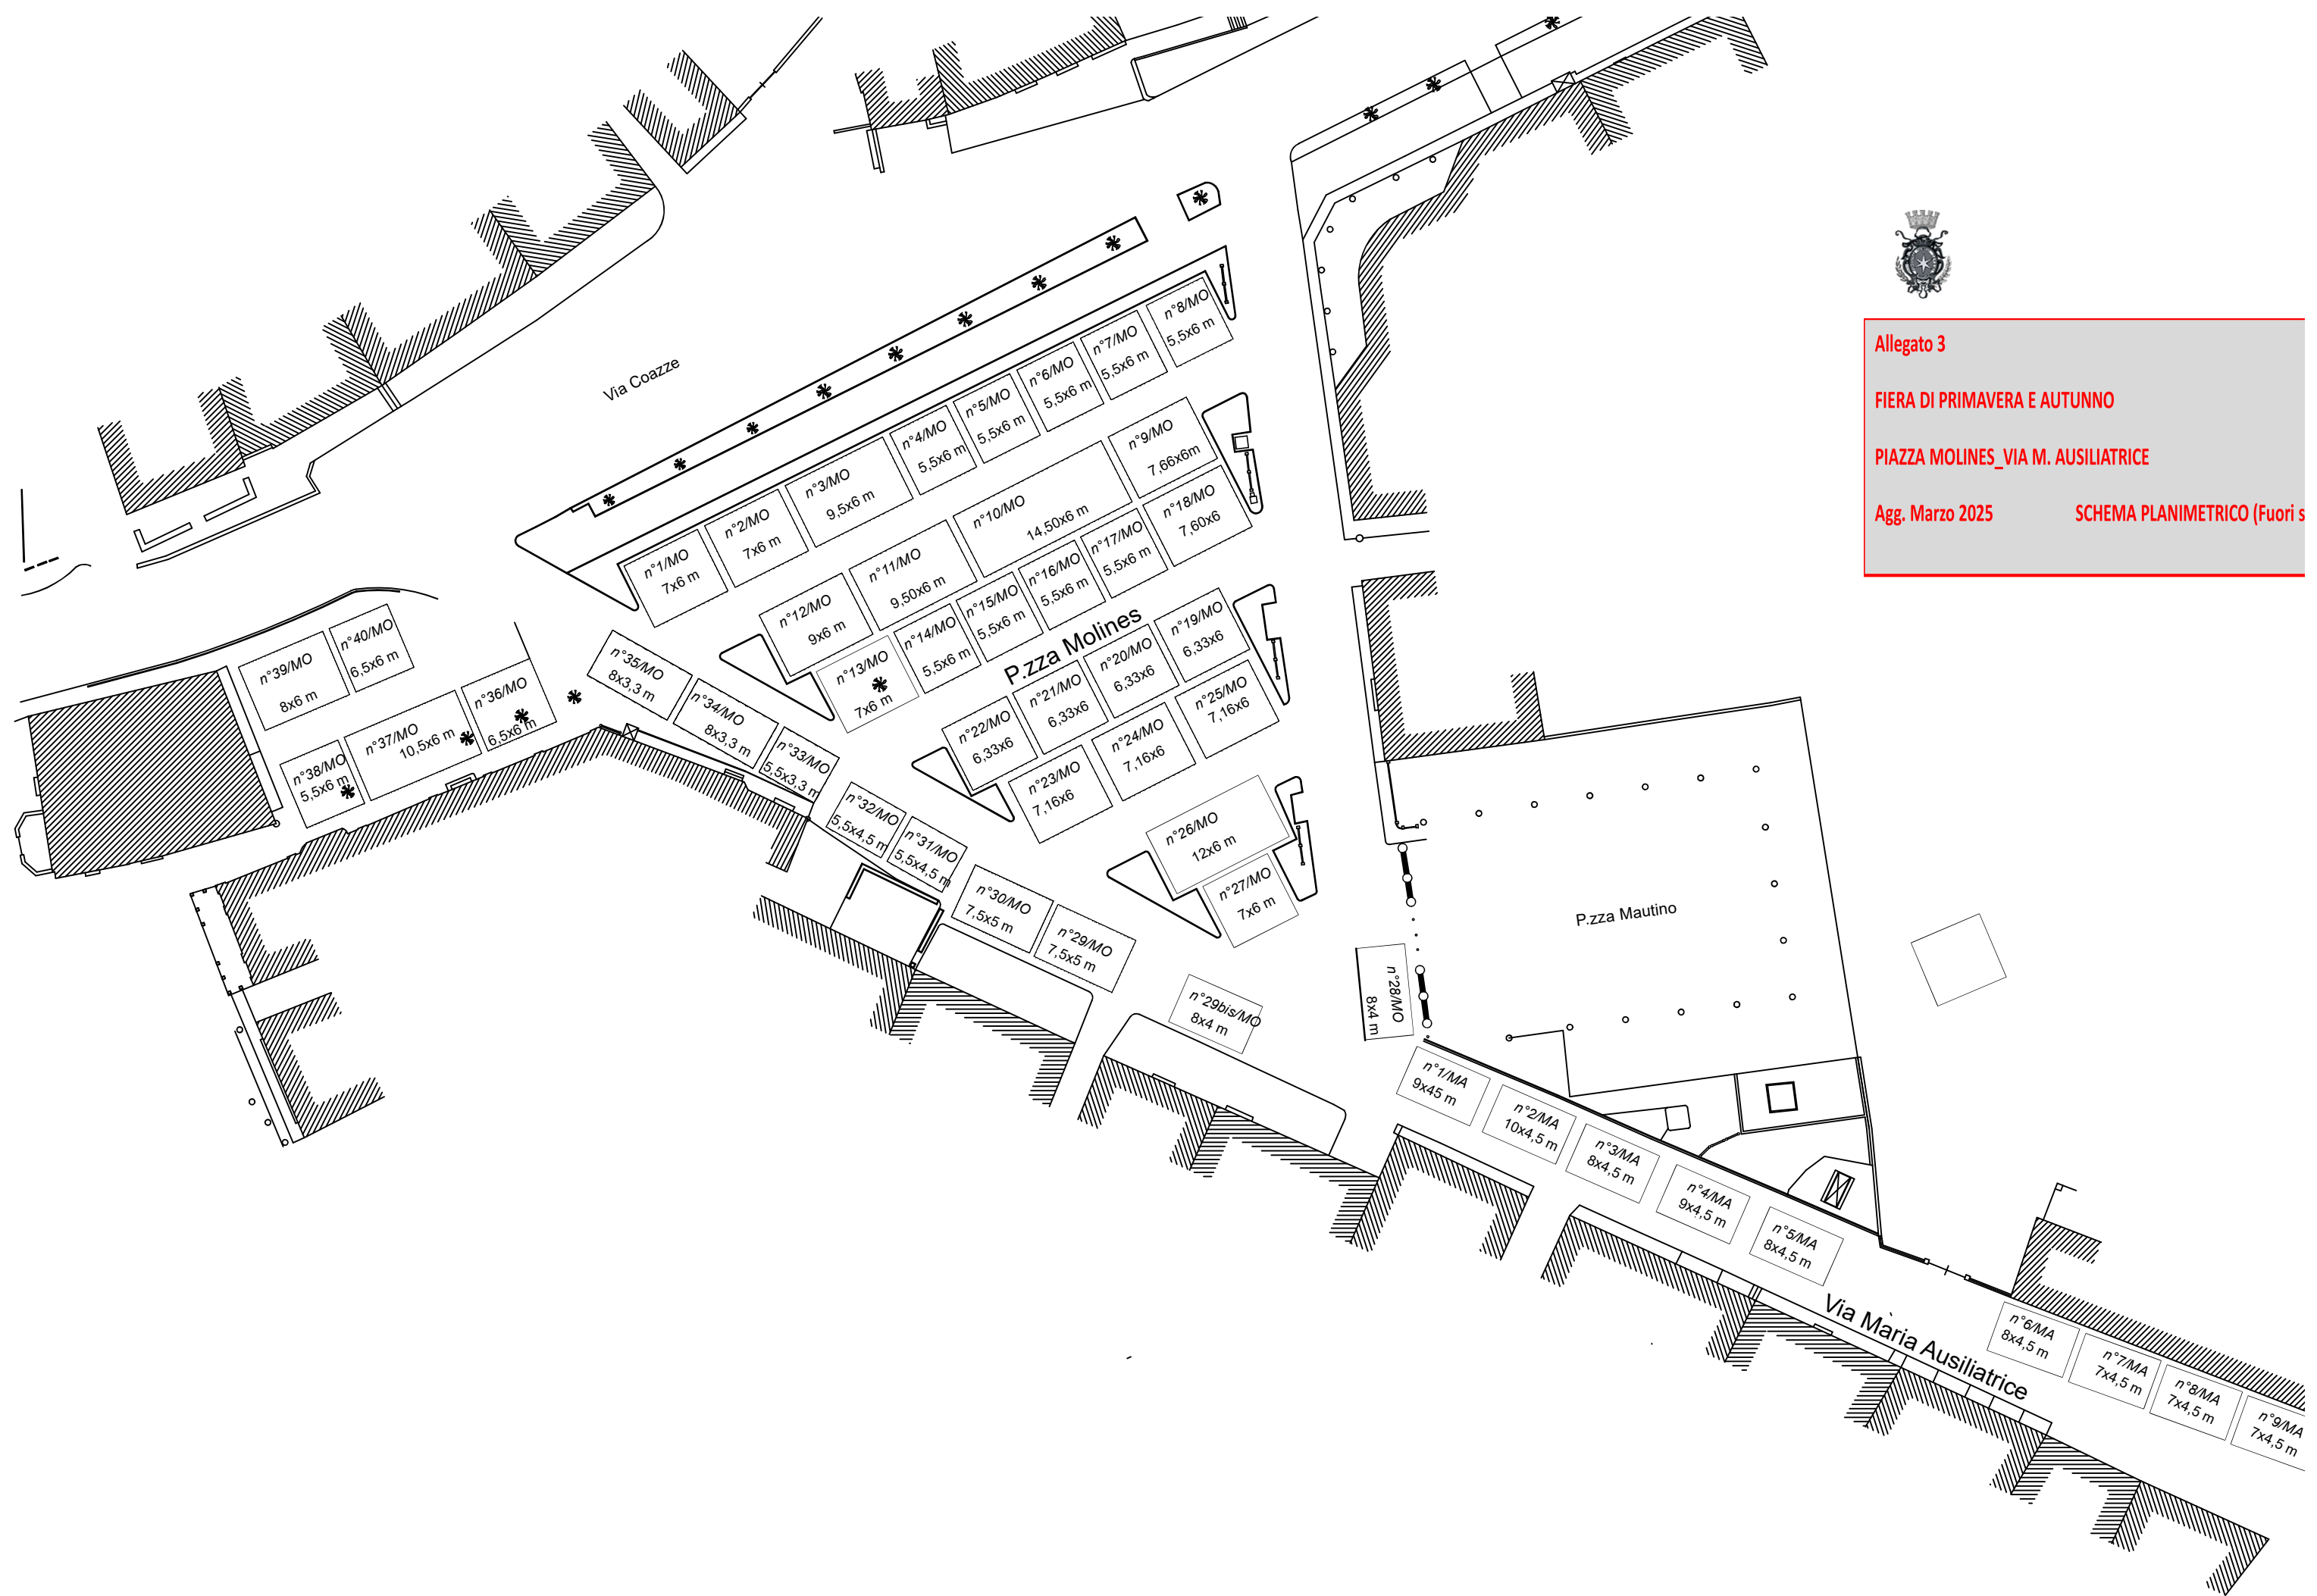 Allegato 3
FIERA DI PRIMAVERA E AUTUNNO
PIAZZA MOLINES_VIA M. AUSILIATRICE
Agg. Marzo 2025 SCHEMA PLANIMETRICO (Fuori s
Via Coazze
n°1/MO
7x6 m
n°2/MO
7x6 m
n°3/MO
9,5x6 m
n°4/MO
5,5x6 m
n°5/MO
5,5x6 m
n°6/MO
5,5x6 m
n°7/MO
5,5x6 m
n°8/MO
5,5x6 m
n°9/MO
7,66x6m
n°10/MO
14,50x6 m
n°11/MO
9,50x6 m
n°12/MO
9x6 m
n°13/MO
7x6 m
n°14/MO
5,5x6 m
n°15/MO
5,5x6 m
n°16/MO
5,5x6 m
n°17/MO
5,5x6 m
n°18/MO
7,60x6
P.zza Molines
n°19/MO
6,33x6
n°20/MO
6,33x6
n°21/MO
6,33x6
n°22/MO
6,33x6
n°23/MO
7,16x6
n°24/MO
7,16x6
n°25/MO
7,16x6
n°26/MO
12x6 m
n°27/MO
7x6 m
n°28/MO
8x4 m
n°29bis/MO
8x4 m
n°29/MO
7,5x5 m
n°30/MO
7,5x5 m
n°31/MO
5,5x4,5 m
n°32/MO
5,5x4,5 m
n°33/MO
5,5x3,3 m
n°34/MO
8x3,3 m
n°35/MO
8x3,3 m
n°36/MO
6,5x6 m
n°37/MO
10,5x6 m
n°38/MO
5,5x6 m
n°39/MO
8x6 m
n°40/MO
6,5x6 m
P.zza Mautino
n°1/MA
9x45 m
n°2/MA
10x4,5 m
n°3/MA
8x4,5 m
n°4/MA
9x4,5 m
n°5/MA
8x4,5 m
Via Maria Ausiliatrice
n°6/MA
8x4,5 m
n°7/MA
7x4,5 m
n°8/MA
7x4,5 m
n°9/MA
7x4,5 m